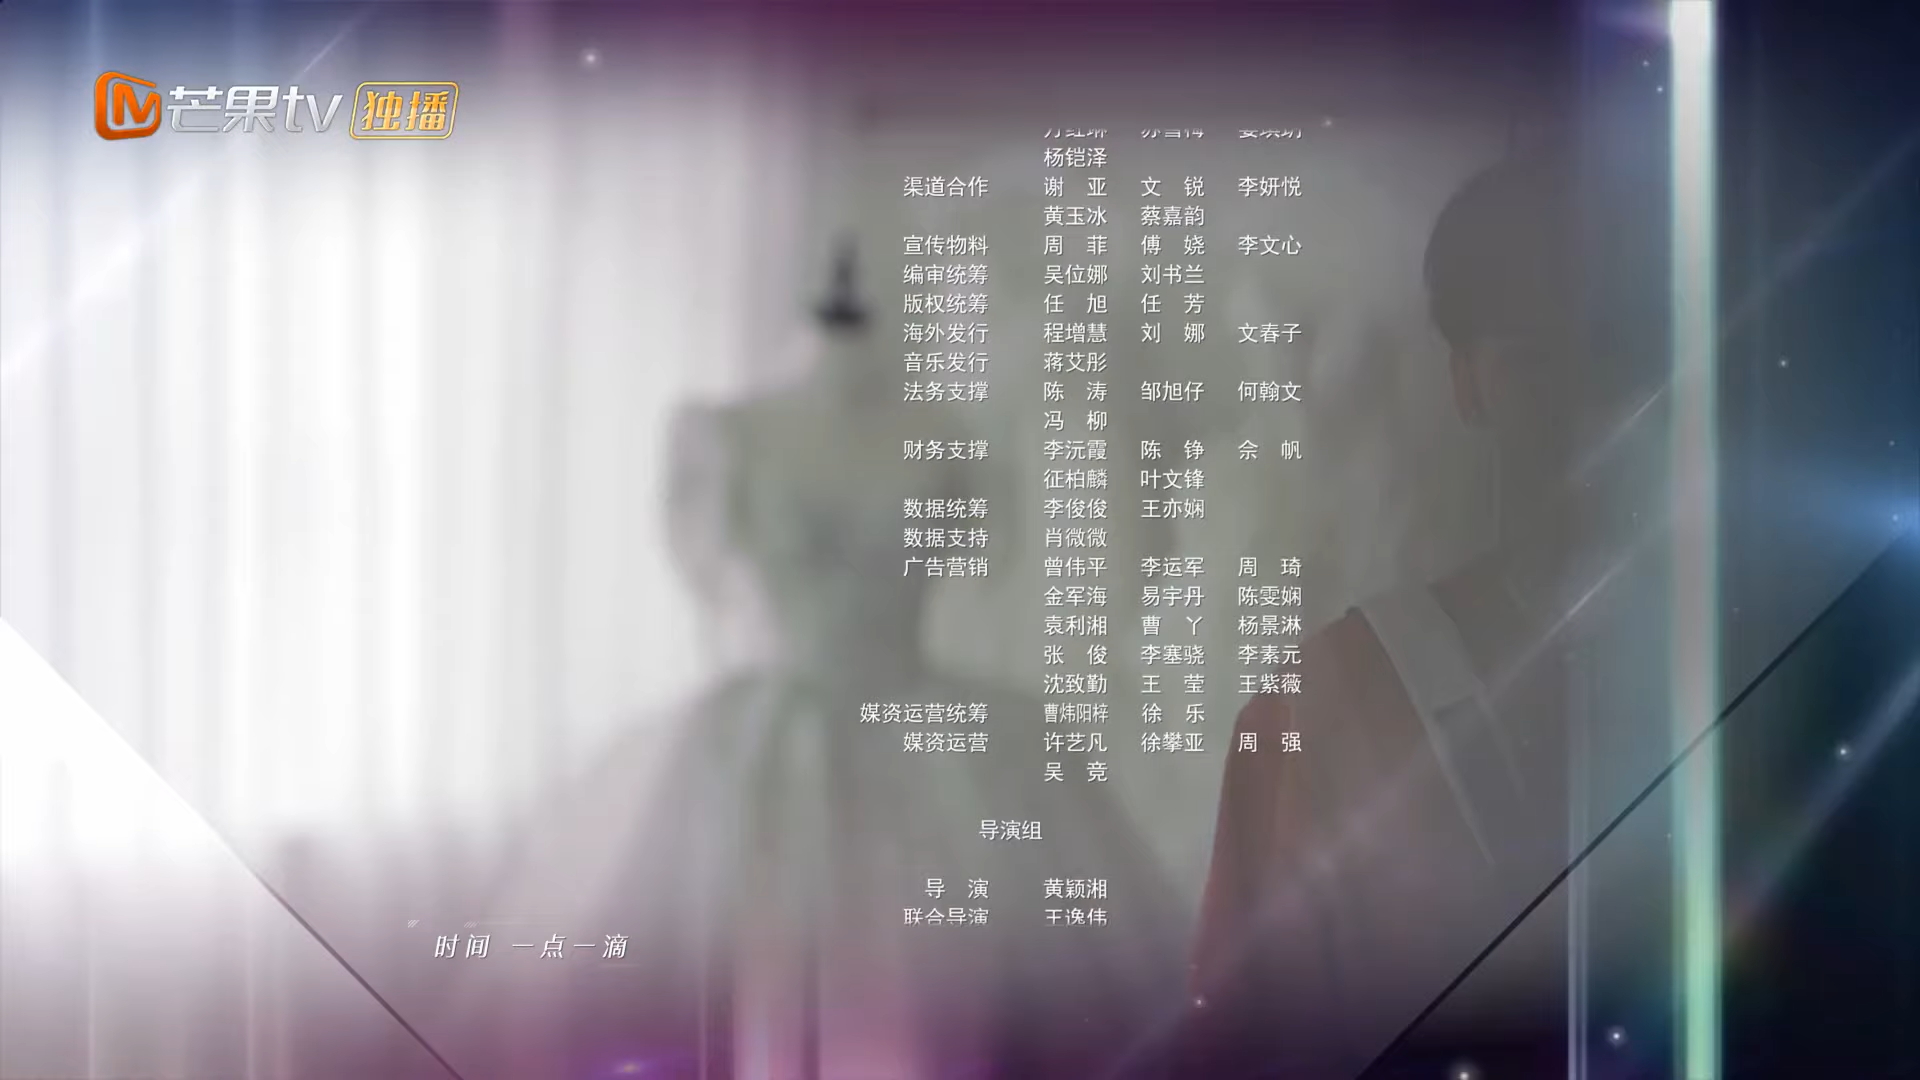 芒果tv 独播
杨铠泽
渠道合作 谢 亚 文 锐 李妍悦
黄玉冰 蔡嘉韵
宣传物料 周 菲 傅 娆 李文心
编审统筹 吴位娜 刘书兰
版权统筹 任 旭 任 芳
海外发行 程增慧 刘 娜 文春子
音乐发行 蒋艾彤
法务支撑 陈 涛 邹旭仔 何翰文
冯 柳
财务支撑 李沅霞 陈 铮 佘 帆
征柏麟 叶文锋
数据统筹 李俊俊 王亦娴
数据支持 肖微微
广告营销 曾伟平 李运军 周 琦
金军海 易宇丹 陈雯娴
袁利湘 曹 丫 杨景淋
张 俊 李塞骁 李素元
沈致勤 王 莹 王紫薇
媒资运营统筹 曹炜阳梓 徐 乐
媒资运营 许艺凡 徐攀亚 周 强
吴 竞
导演组
导 演 黄颖湘
联合导演 王逸伟
时间 一点一滴